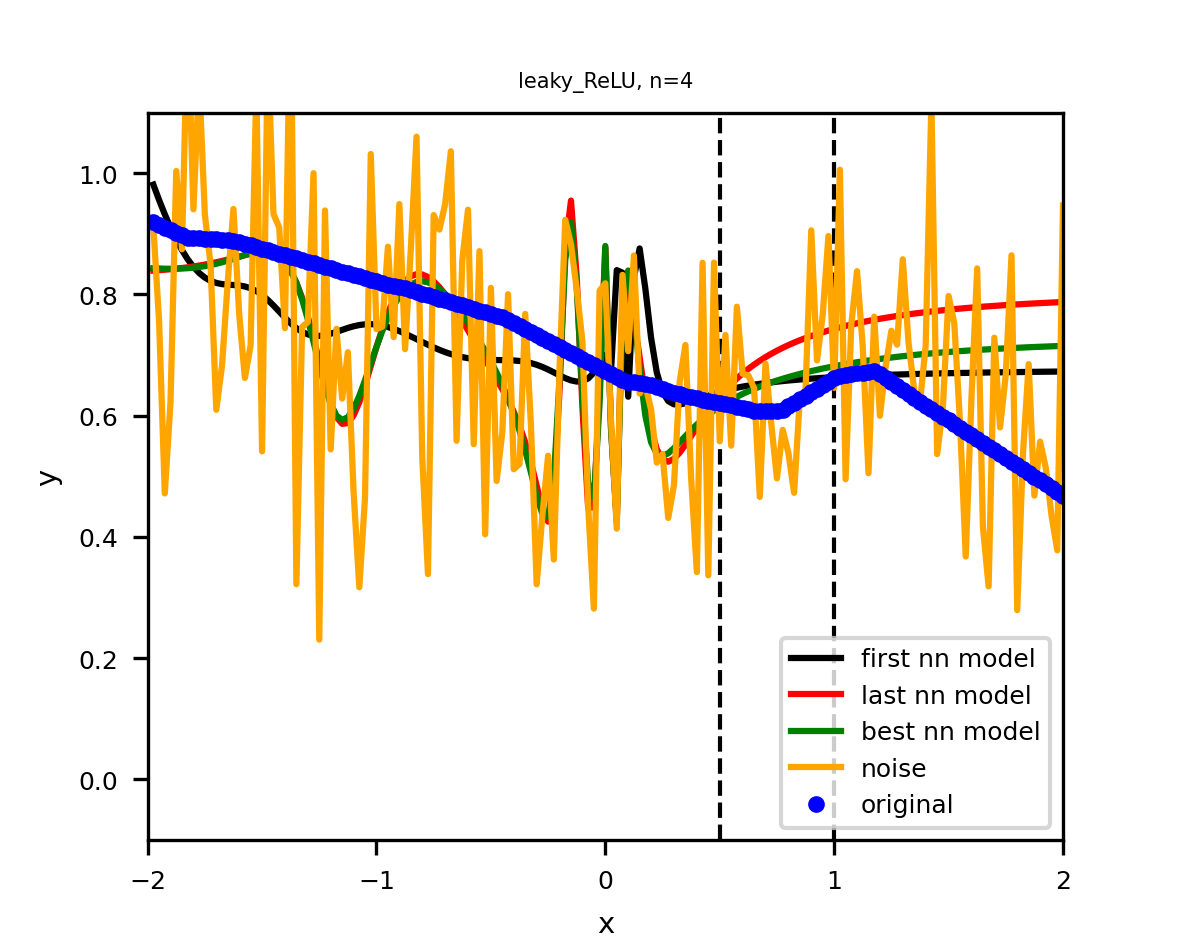 leaky_ReLU, n=4
1.0
0.8
0.6
0.4
0.2
0.0
y
−2
−1
0
1
2
x
first nn model
last nn model
best nn model
noise
original